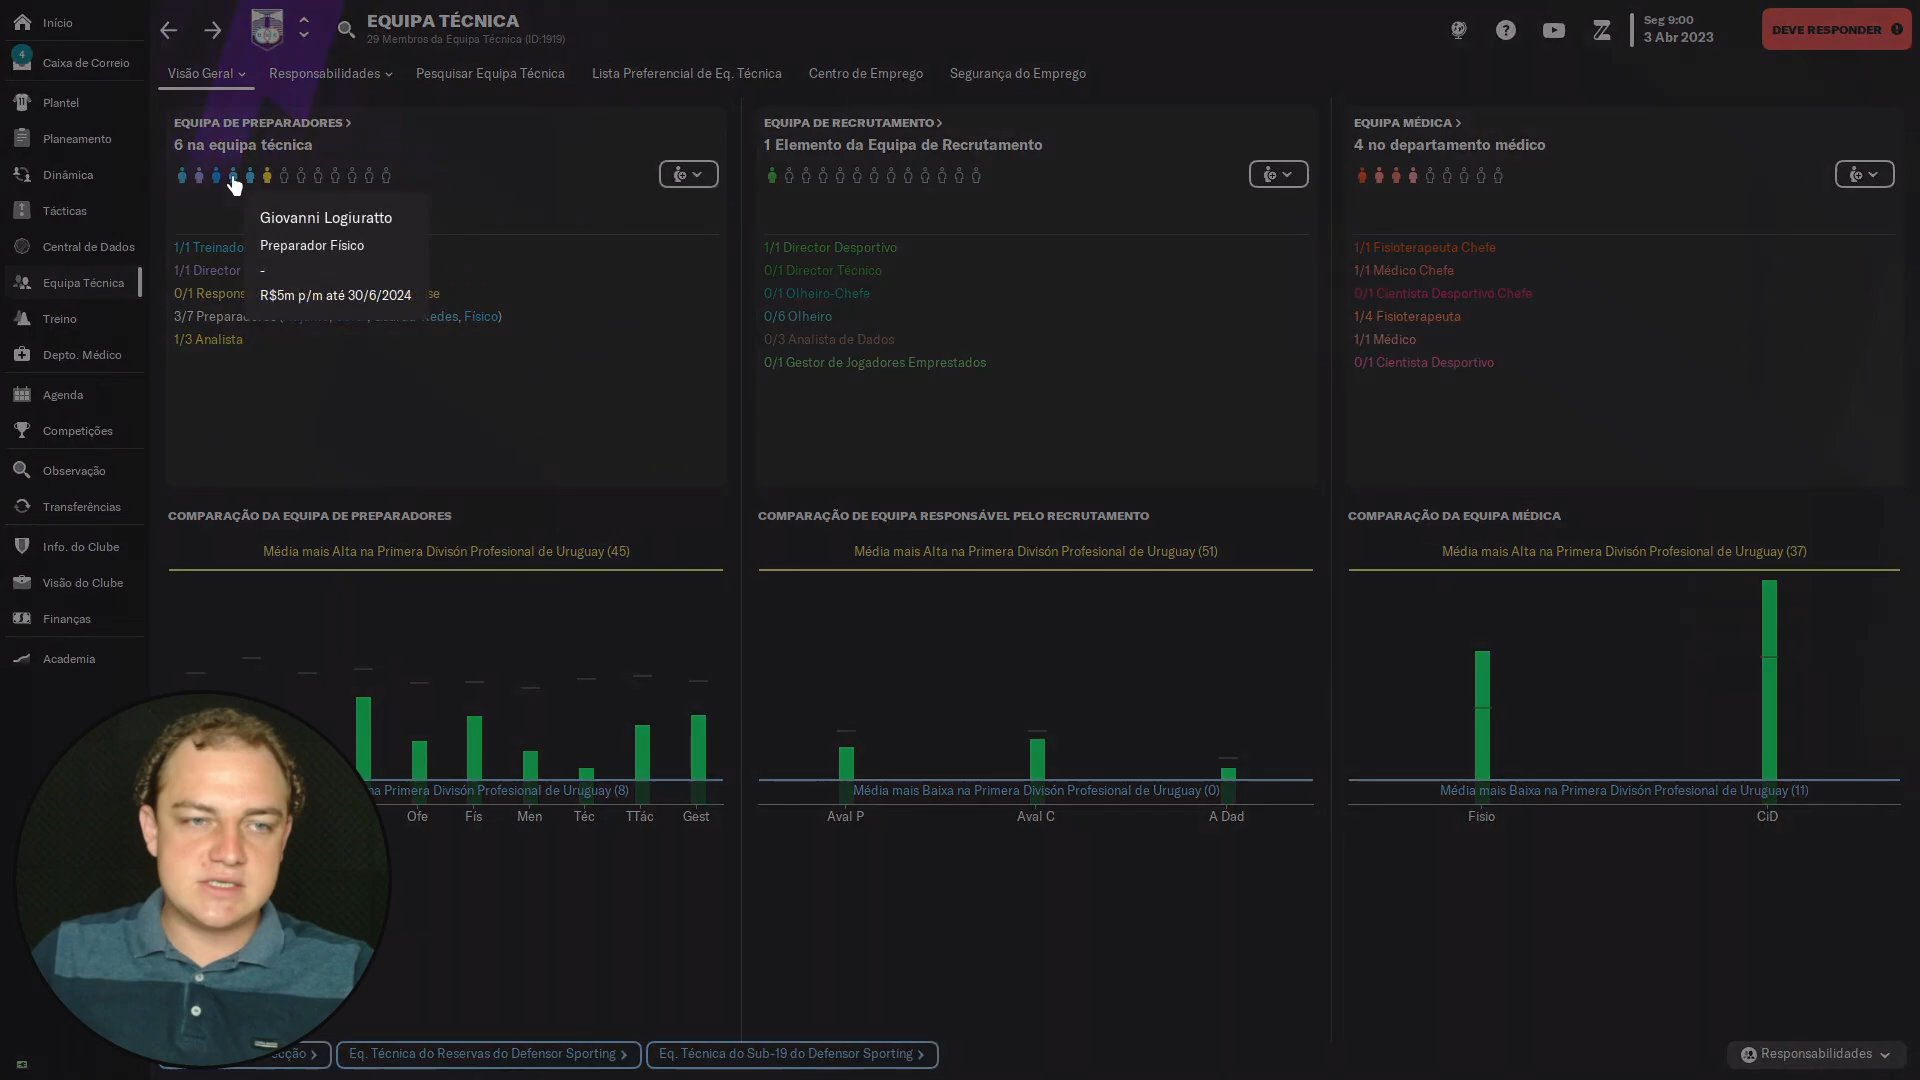 Início
4
Caixa de Correio
Plantel
Planeamento
Dinâmica
Tácticas
Central de Dados
Equipa Técnica
Treino
Depto. Médico
Agenda
Competições
Observação
Transferências
Info. do Clube
Visão do Clube
Finanças
Academia
EQUIPA TÉCNICA
29 Membros da Equipa Técnica (ID:1919)
Seg 9:00
3 Abr 2023
DEVE RESPONDER
Visão Geral
Responsabilidades
Pesquisar Equipa Técnica
Lista Preferencial de Eq. Técnica
Centro de Emprego
Segurança do Emprego
EQUIPA DE PREPARADORES >
6 na equipa técnica
Giovanni Logiuratto
Preparador Físico
-
R$5m p/m até 30/6/2024
1/1 Treinado
1/1 Director
0/1 Respons
se
3/7 Prepara
edes, Físico)
1/3 Analista
EQUIPA DE RECRUTAMENTO >
1 Elemento da Equipa de Recrutamento
1/1 Director Desportivo
0/1 Director Técnico
0/1 Olheiro-Chefe
0/6 Olheiro
0/3 Analista de Dados
0/1 Gestor de Jogadores Emprestados
EQUIPA MÉDICA >
4 no departamento médico
1/1 Fisioterapeuta Chefe
1/1 Médico Chefe
0/1 Cientista Desportivo Chefe
1/4 Fisioterapeuta
1/1 Médico
0/1 Cientista Desportivo
COMPARAÇÃO DA EQUIPA DE PREPARADORES
Média mais Alta na Primera Divisón Profesional de Uruguay (45)
na Primera Divisón Profesional de Uruguay (8)
Ofe
Fís
Men
Téc
TTác
Gest
COMPARAÇÃO DE EQUIPA RESPONSÁVEL PELO RECRUTAMENTO
Média mais Alta na Primera Divisón Profesional de Uruguay (51)
Média mais Baixa na Primera Divisón Profesional de Uruguay (0)
Aval P
Aval C
A Dad
COMPARAÇÃO DA EQUIPA MÉDICA
Média mais Alta na Primera Divisón Profesional de Uruguay (37)
Média mais Baixa na Primera Divisón Profesional de Uruguay (11)
Fisio
CiD
cção >
Eq. Técnica do Reservas do Defensor Sporting >
Eq. Técnica do Sub-19 do Defensor Sporting >
Responsabilidades